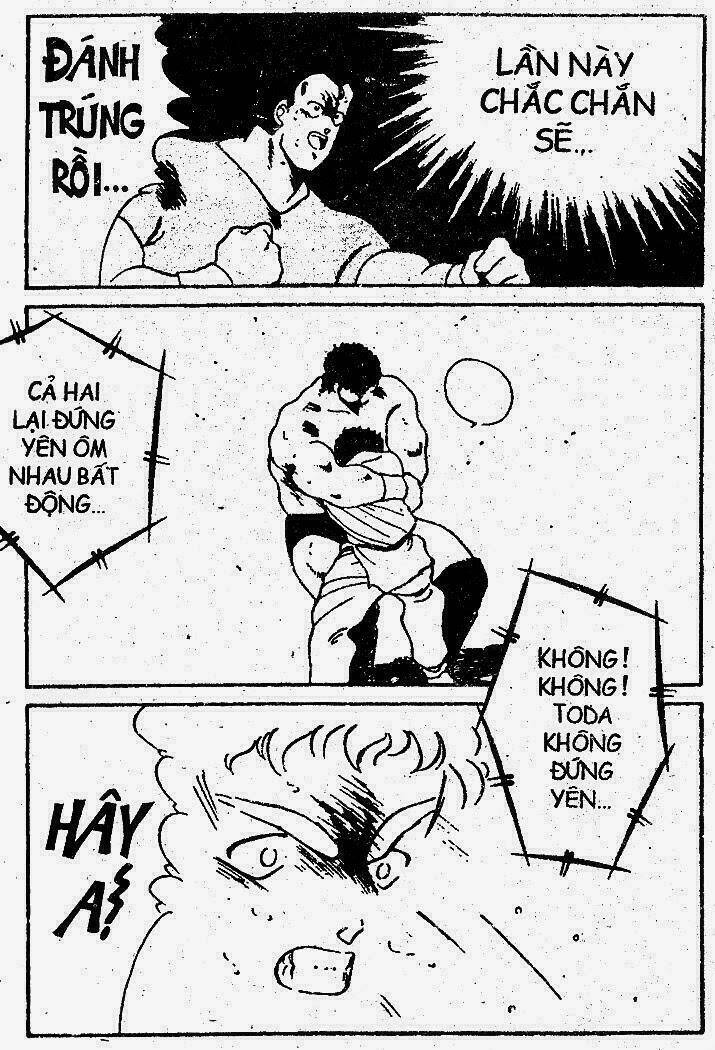 ĐÁNH
TRÚNG
RỒI...
LẦN NÀY
CHẮC CHẮN
SẼ...
CẢ HAI
LẠI ĐỨNG
YÊN ÔM
NHAU BẤT
ĐỘNG...
KHÔNG!
KHÔNG!
TODA
KHÔNG
ĐỨNG
YÊN...
HÂY
A!